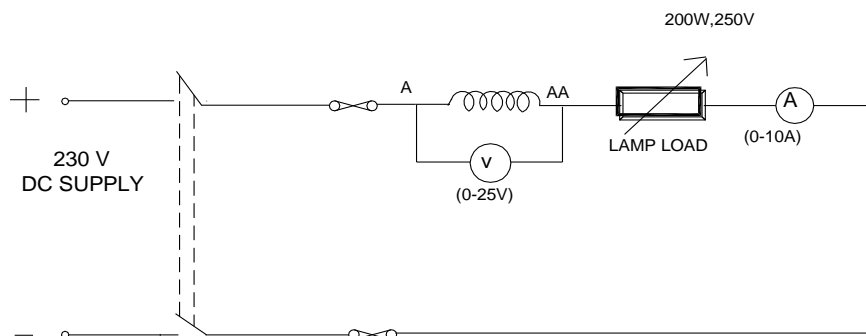 200W,250V
A
AA
A
+
230 V
DC SUPPLY
v
(0-25V)
LAMP LOAD
(0-10A)
-